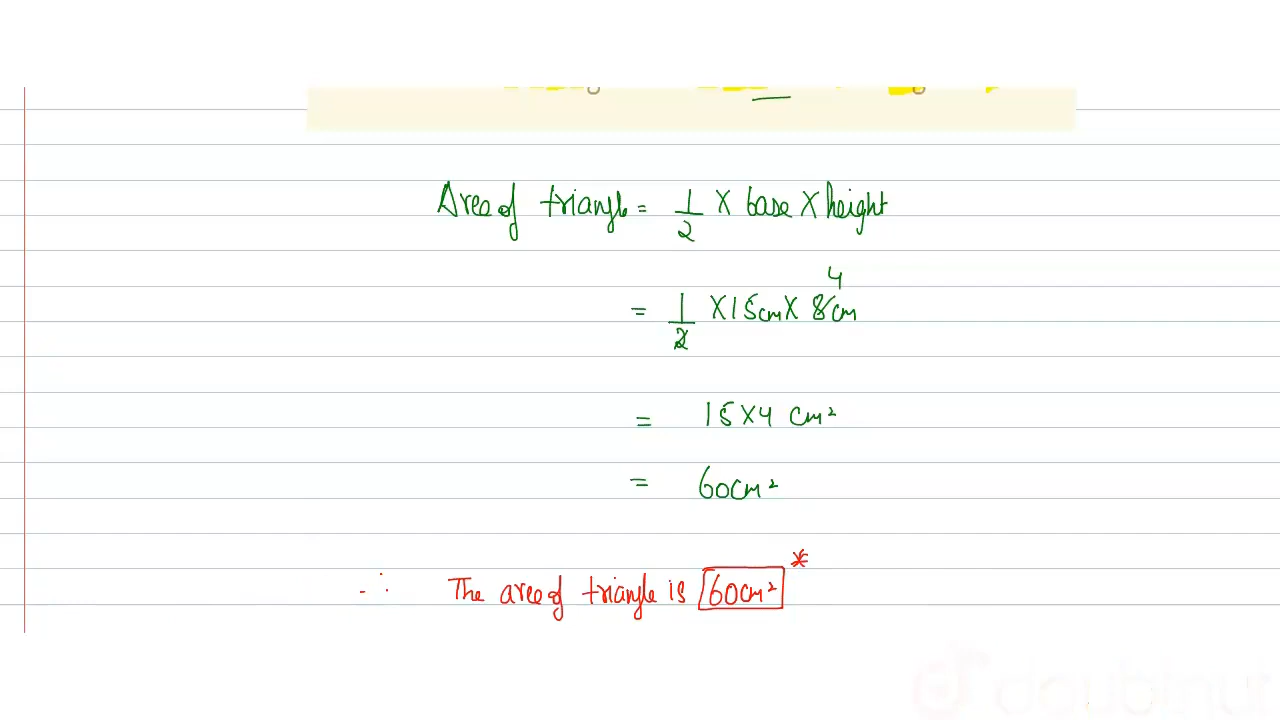 Area of triangle = 1/2 X base X height
4
= 1/2 X 15cm X 8cm
= 15 X 4 cm²
= 60cm²
∴ The area of triangle is 60cm² *
doubtnut